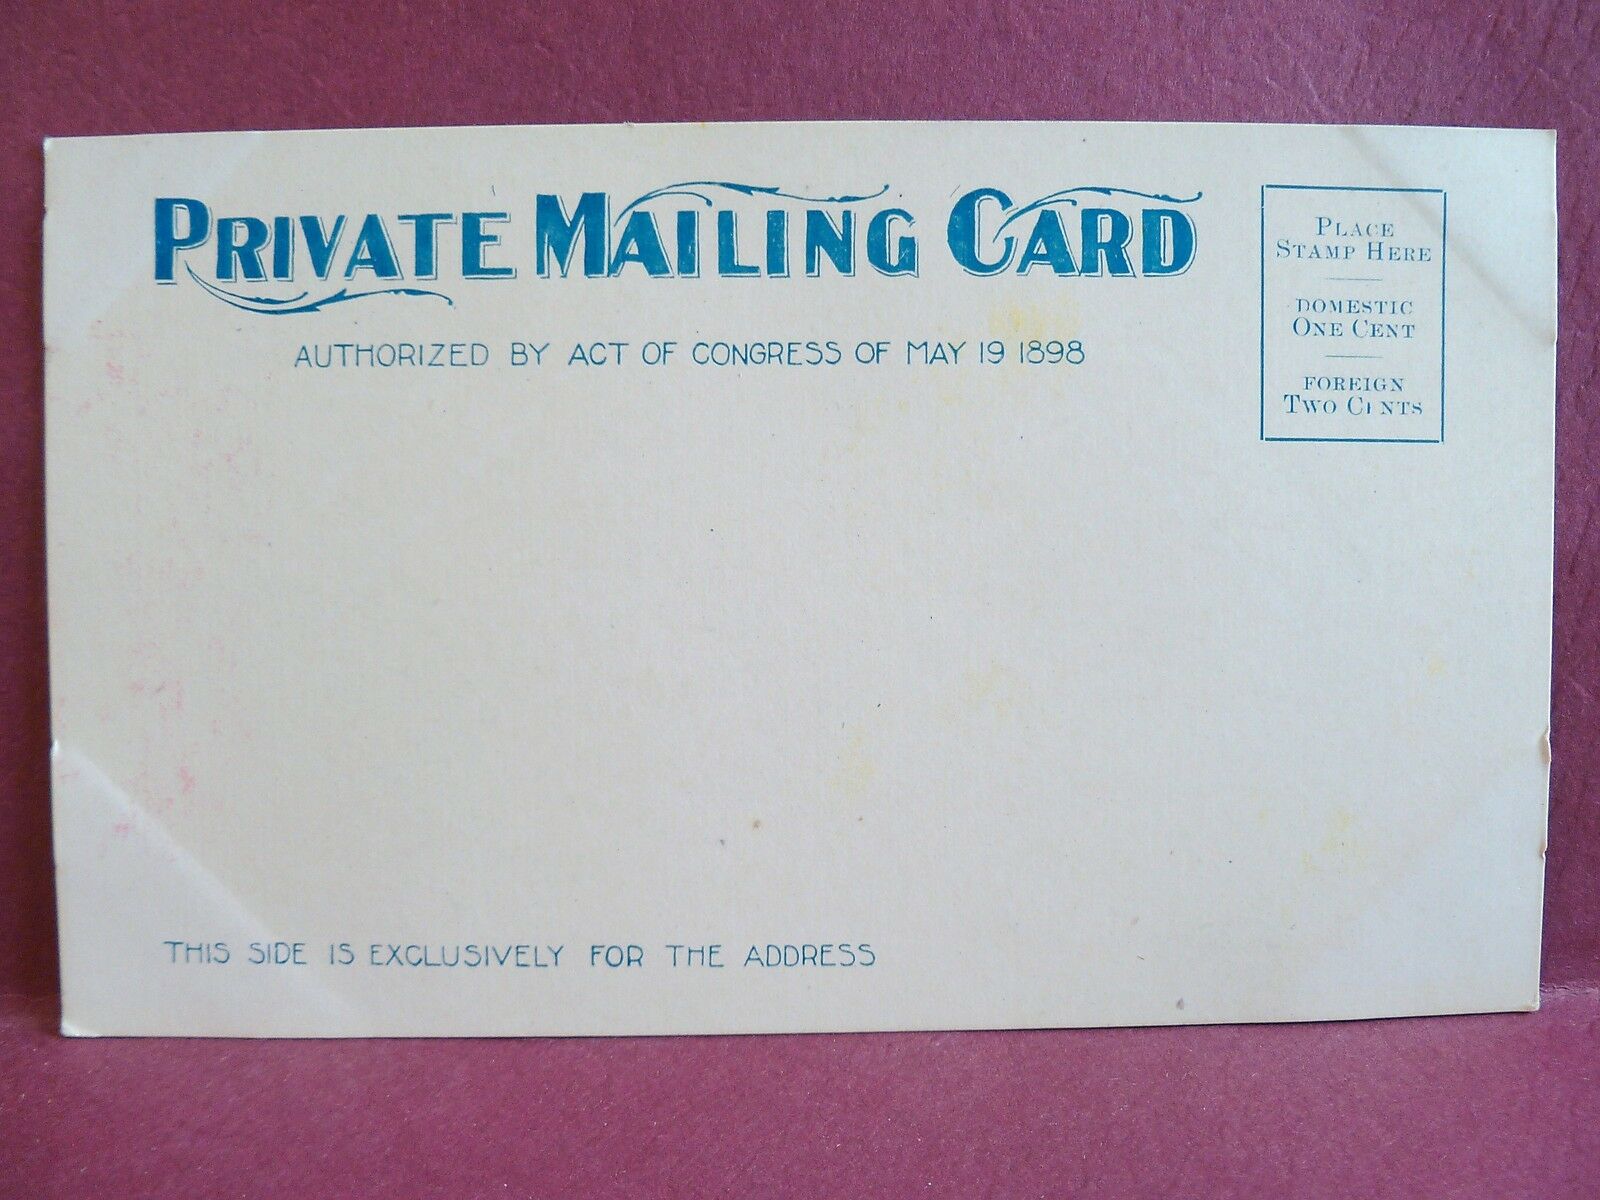 PRIVATE MAILING CARD
AUTHORIZED BY ACT OF CONGRESS OF MAY 19 1898
PLACE
STAMP HERE
DOMESTIC
ONE CENT
FOREIGN
TWO CENTS
THIS SIDE IS EXCLUSIVELY FOR THE ADDRESS